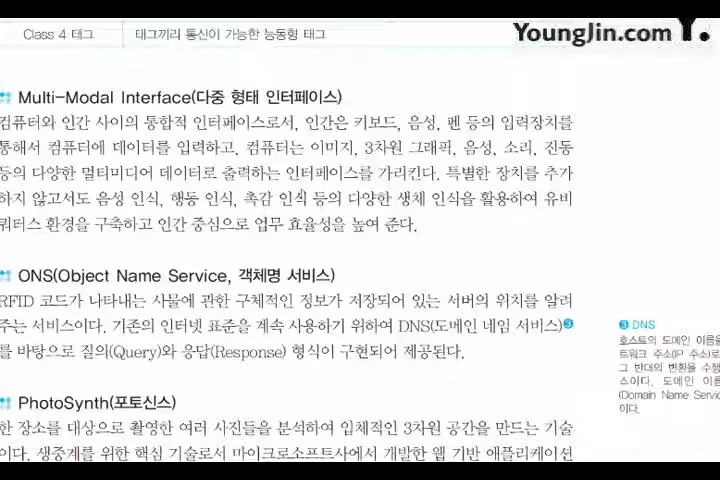 Class 4 태그 태그끼리 통신이 가능한 능동형 태그
YoungJin.com Y.
Multi-Modal Interface(다중 형태 인터페이스)
컴퓨터와 인간 사이의 통합적 인터페이스로서, 인간은 키보드, 음성, 펜 등의 입력장치를
통해서 컴퓨터에 데이터를 입력하고, 컴퓨터는 이미지, 3차원 그래픽, 음성, 소리, 진동
등의 다양한 멀티미디어 데이터로 출력하는 인터페이스를 가리킨다. 특별한 장치를 추가
하지 않고서도 음성 인식, 행동 인식, 촉감 인식 등의 다양한 생체 인식을 활용하여 유비
쿼터스 환경을 구축하고 인간 중심으로 업무 효율성을 높여 준다.
ONS(Object Name Service, 객체명 서비스)
RFID 코드가 나타내는 사물에 관한 구체적인 정보가 저장되어 있는 서버의 위치를 알려
주는 서비스이다. 기존의 인터넷 표준을 계속 사용하기 위하여 DNS(도메인 네임 서비스)❸
를 바탕으로 질의(Query)와 응답(Response) 형식이 구현되어 제공된다.
❸ DNS
호스트의 도메인 이름을
트워크 주소(IP 주소)로
그 반대의 변환을 수행
스이다. 도메인 이름
(Domain Name Servic
이다.
PhotoSynth(포토신스)
한 장소를 대상으로 촬영한 여러 사진들을 분석하여 입체적인 3차원 공간을 만드는 기술
이다. 생중계를 위한 핵심 기술로서 마이크로소프트사에서 개발한 웹 기반 애플리케이션